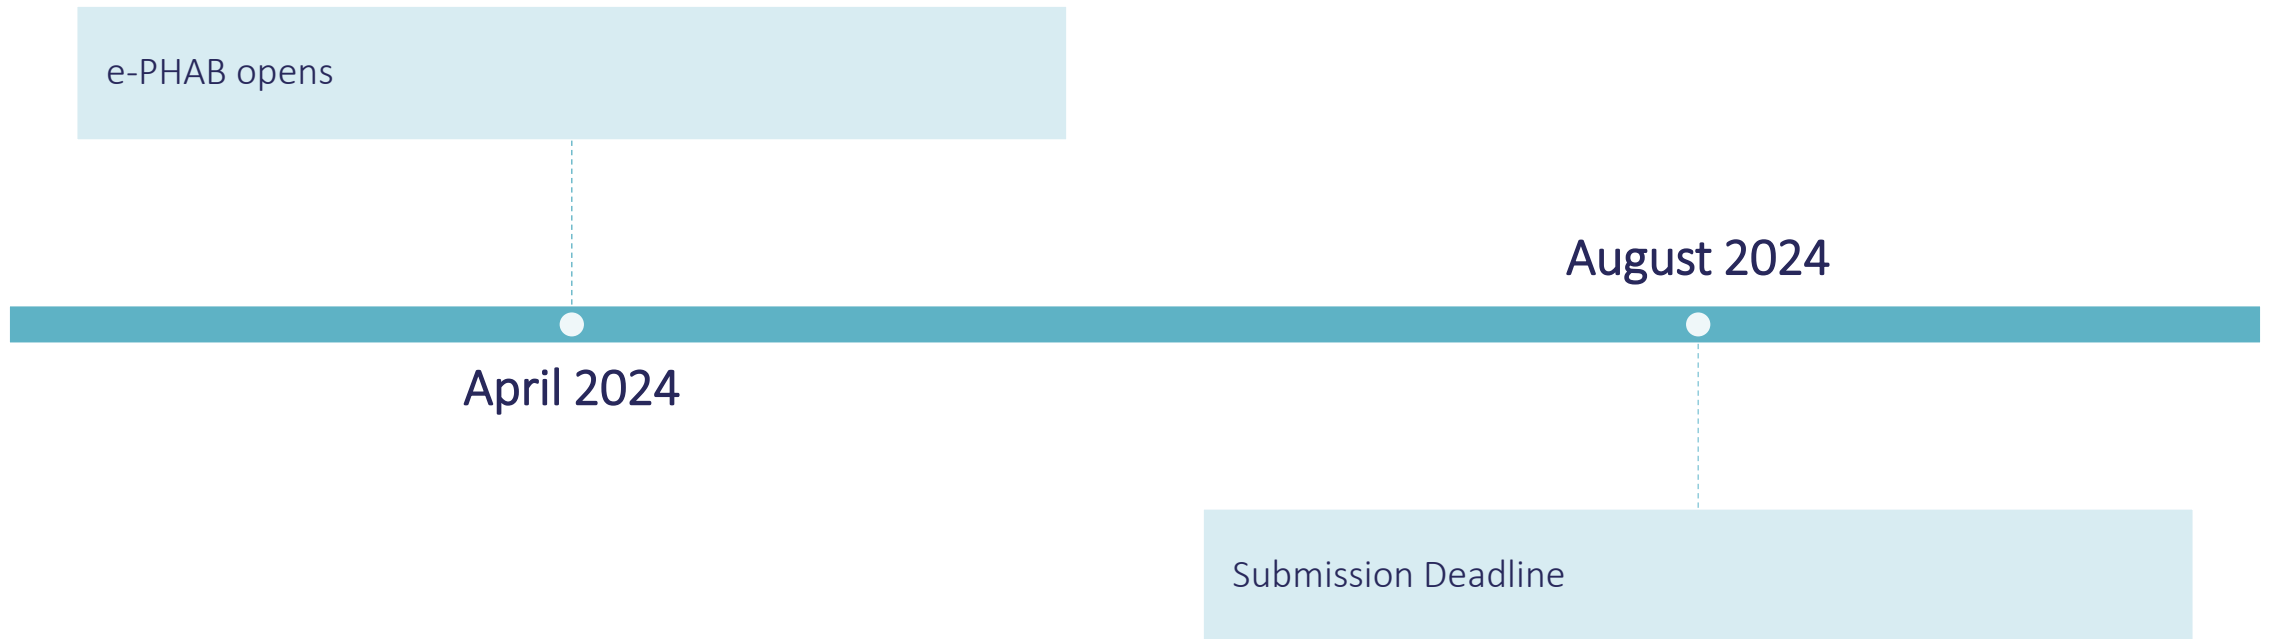 e-PHAB opens
August 2024
April 2024
Submission Deadline